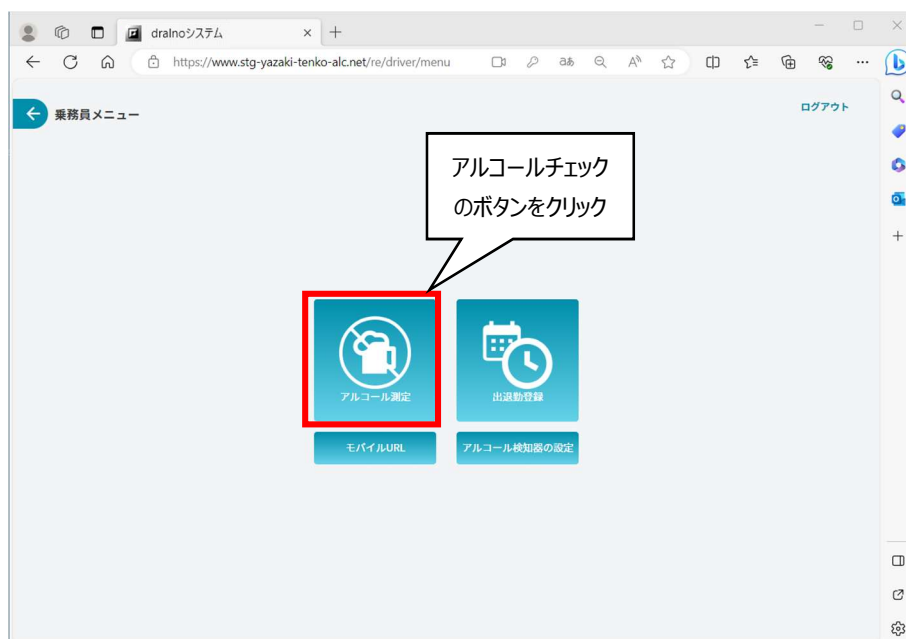 dralnoシステム
https://www.stg-yazaki-tenko-alc.net/re/driver/menu
aあ
乗務員メニュー
ログアウト
アルコールチェック
のボタンをクリック
アルコール測定
出退勤登録
モバイルURL
アルコール検知器の設定